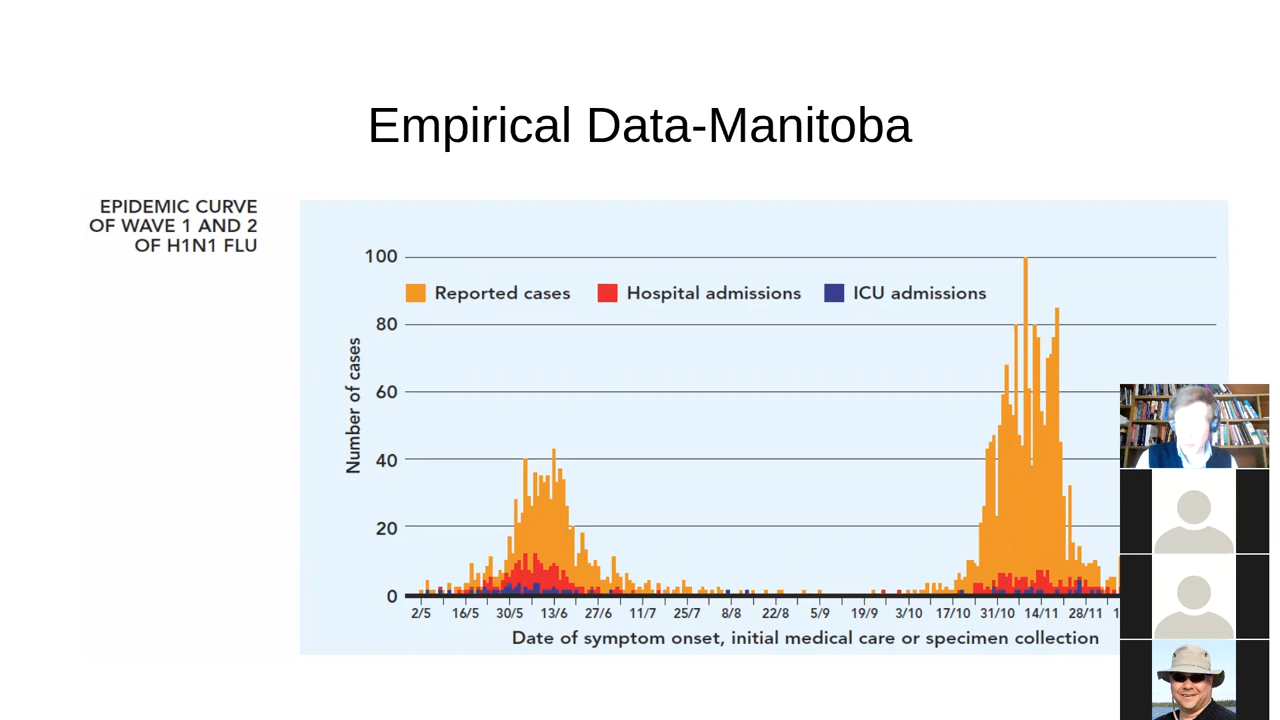 Empirical Data-Manitoba
EPIDEMIC CURVE
OF WAVE 1 AND 2
OF H1N1 FLU
100
Reported cases
Hospital admissions
ICU admissions
80
60
40
20
0
Number of cases
2/5
16/5
30/5
13/6
27/6
11/7
25/7
8/8
22/8
5/9
19/9
3/10
17/10
31/10
14/11
28/11
Date of symptom onset, initial medical care or specimen collection